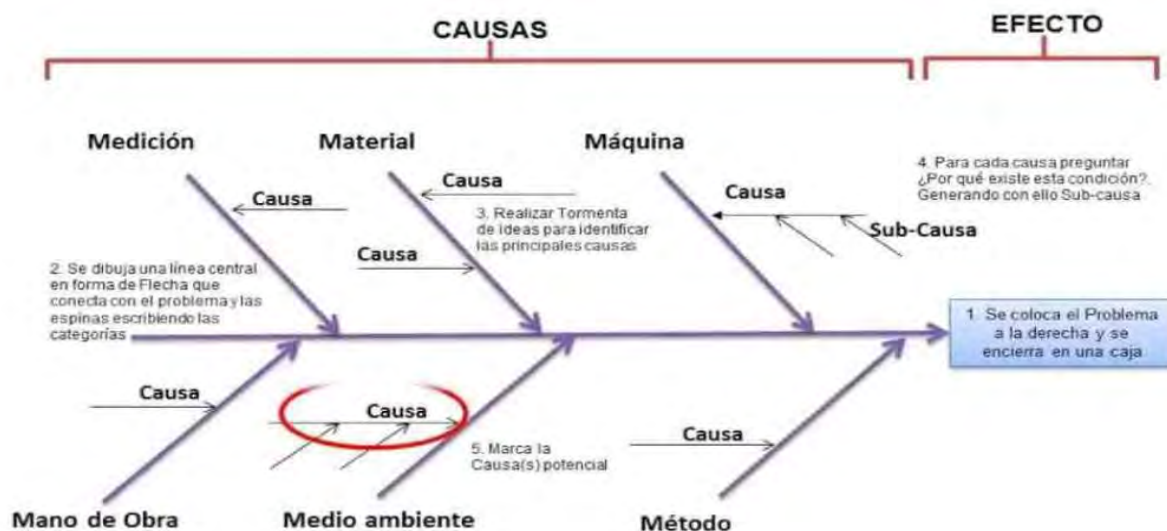 CAUSAS
EFECTO
Medición
Material
Máquina
4. Para cada causa preguntar
¿Por qué existe esta condición?.
Generando con ello Sub-causa
Causa
Causa
Causa
3. Realizar Tormenta
de ideas para identificar
las principales causas
Sub-Causa
Causa
2. Se dibuja una línea central
en forma de Flecha que
conecta con el problema y las
espinas escribiendo las
categorías
1. Se coloca el Problema
a la derecha y se
encierra en una caja
Causa
Causa
Causa
5. Marca la
Causa(s) potencial
Mano de Obra
Medio ambiente
Método